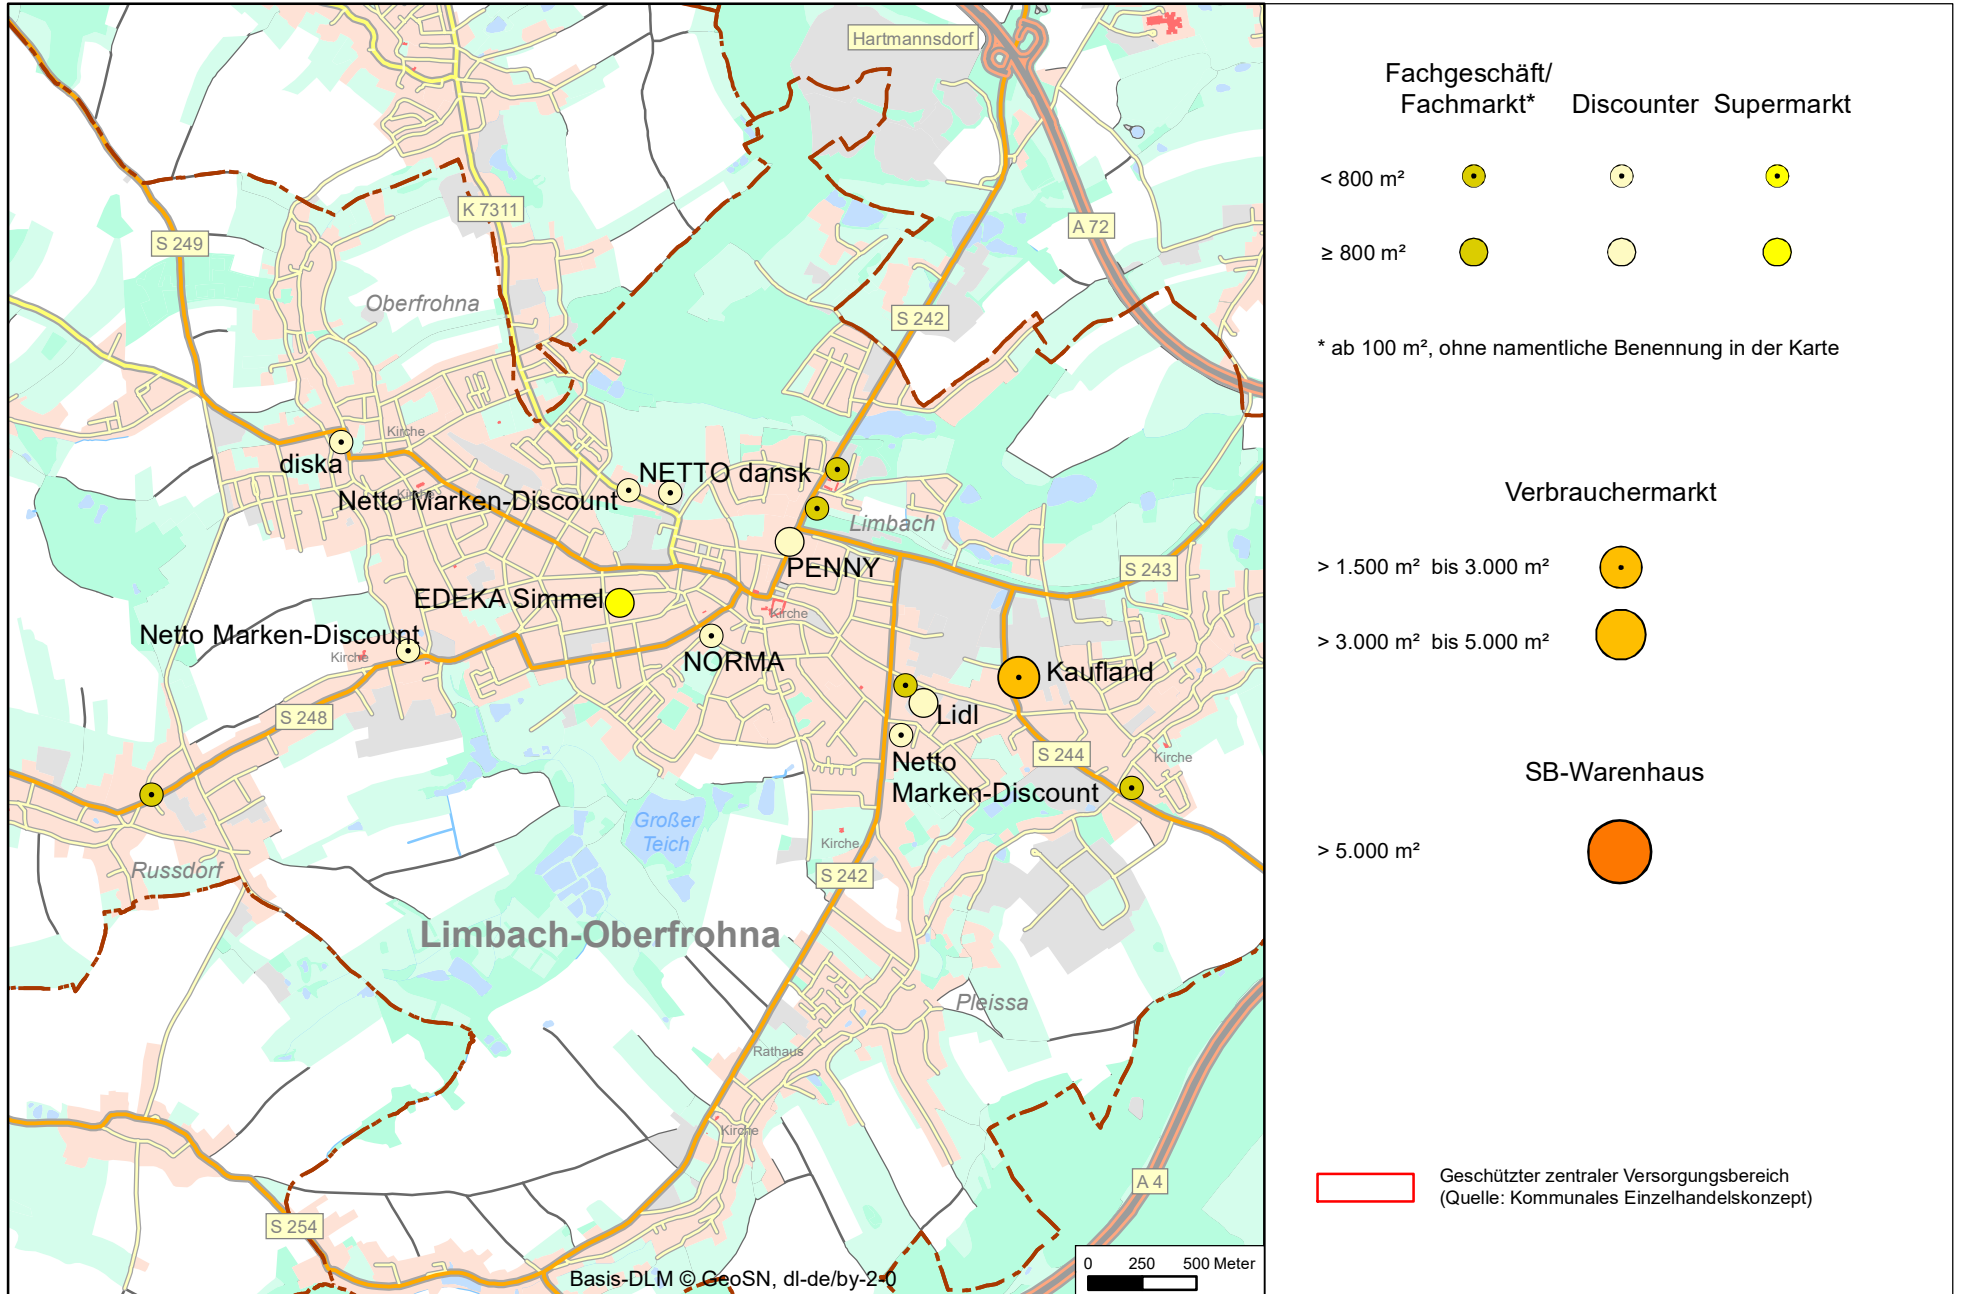 Hartmannsdorf
K 7311
S 249
A 72
Oberfrohna
S 242
Kirche
diska
NETTO dansk
Kirche
Netto Marken-Discount
Limbach
PENNY
S 243
EDEKA Simmel
Kirche
Netto Marken-Discount
Kirche
NORMA
Kaufland
S 248
Lidl
S 244
Kirche
Netto
Marken-Discount
Großer
Teich
Kirche
Russdorf
S 242
Limbach-Oberfrohna
Pleissa
Rathaus
Kirche
A 4
S 254
Basis-DLM © GeoSN, dl-de/by-2-0
0 250 500 Meter
Fachgeschäft/
Fachmarkt* Discounter Supermarkt
< 800 m²
≥ 800 m²
* ab 100 m², ohne namentliche Benennung in der Karte
Verbrauchermarkt
> 1.500 m² bis 3.000 m²
> 3.000 m² bis 5.000 m²
SB-Warenhaus
> 5.000 m²
Geschützter zentraler Versorgungsbereich
(Quelle: Kommunales Einzelhandelskonzept)